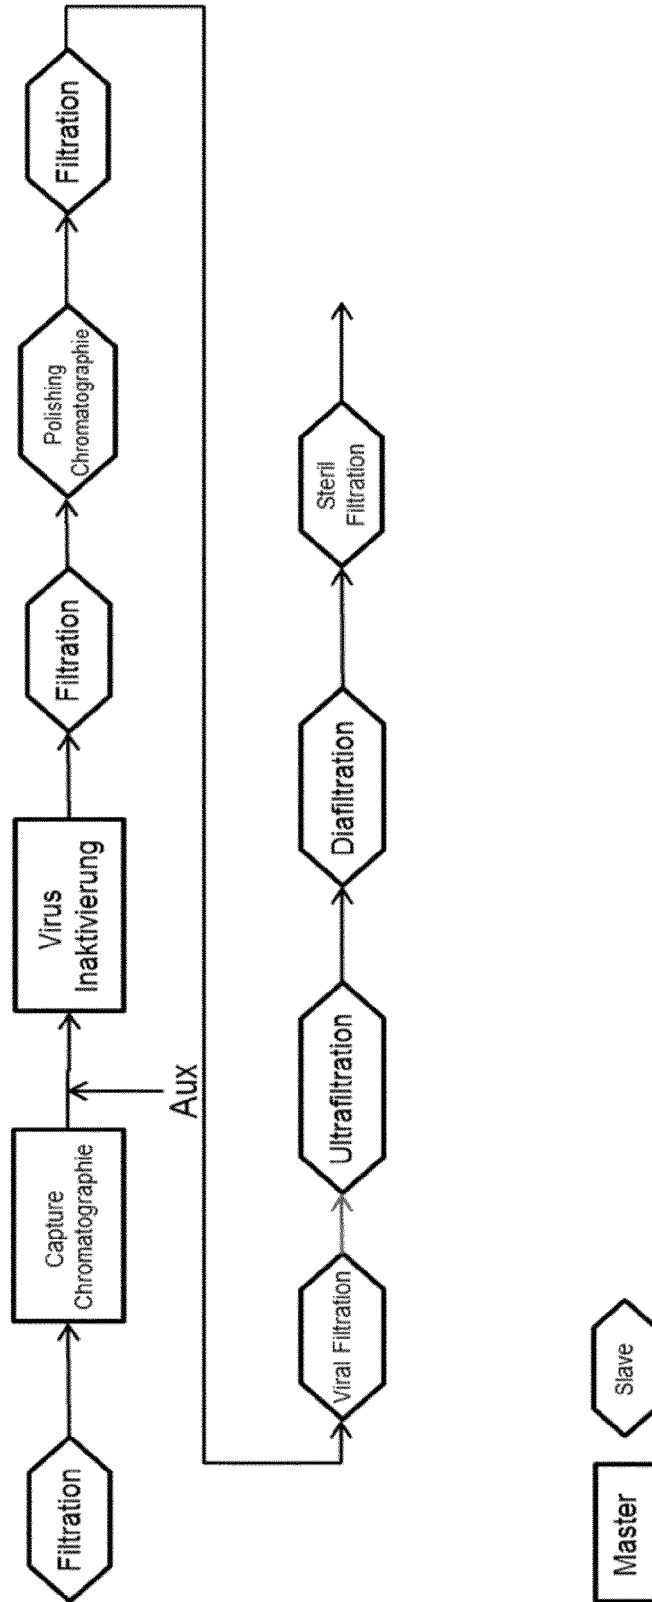 Filtration
Capture
Chromatographie
Aux
Virus
Inaktivierung
Filtration
Polishing
Chromatographie
Filtration
Viral Filtration
Ultrafiltration
Diafiltration
Steril
Filtration
Master
Slave